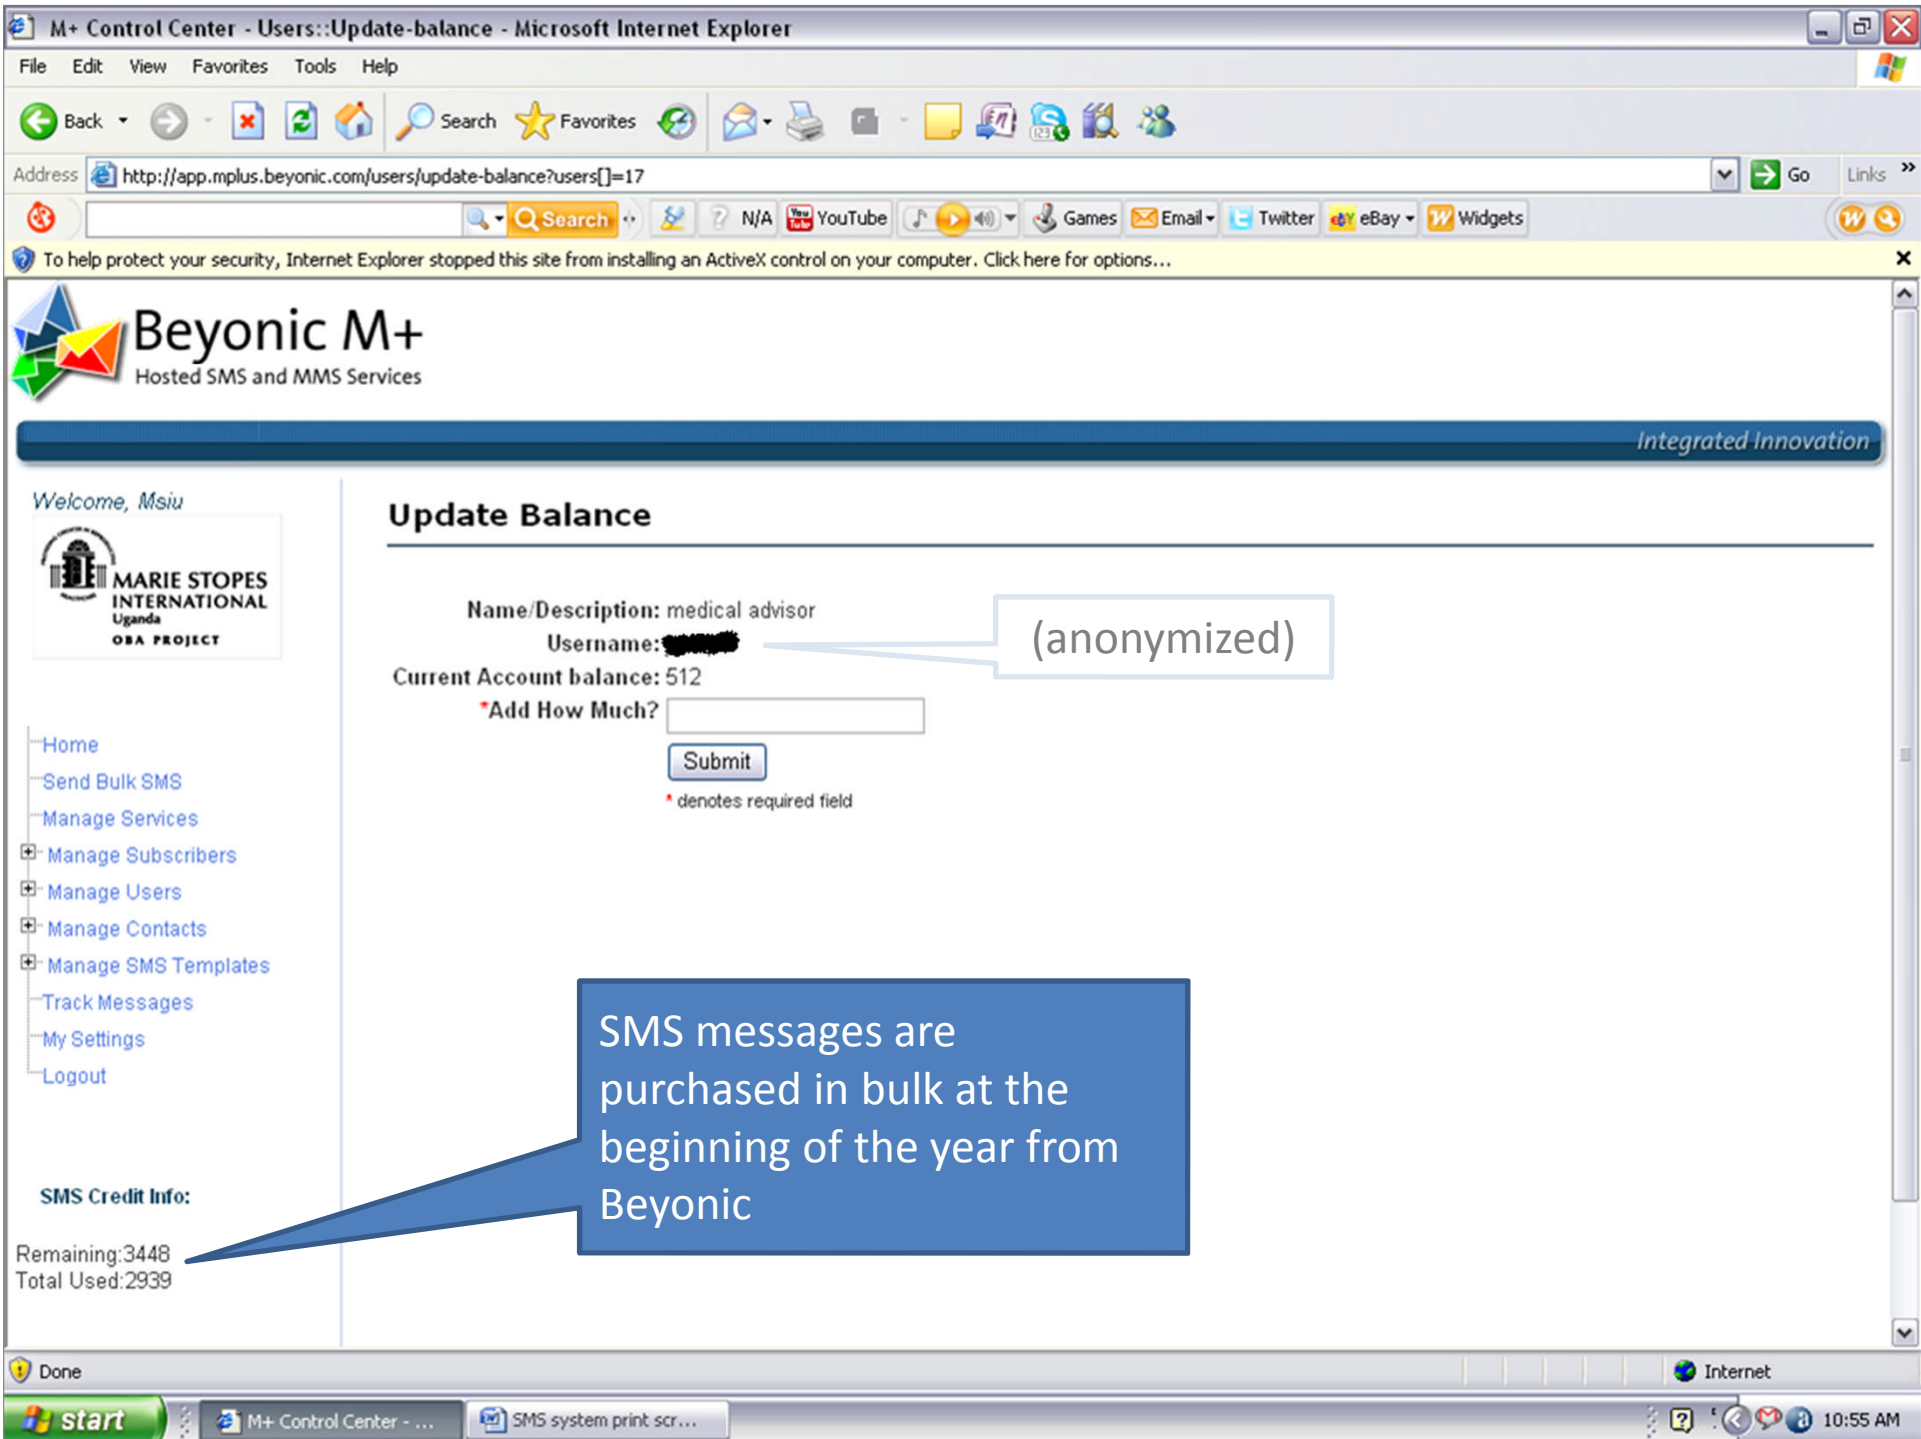 M+ Control Center - Users::Update-balance - Microsoft Internet Explorer
File Edit View Favorites Tools Help
Back Search Favorites
Address http://app.mplus.beyonic.com/users/update-balance?users[]=17 Go Links »
Search N/A YouTube Games Email Twitter eBay Widgets
To help protect your security, Internet Explorer stopped this site from installing an ActiveX control on your computer. Click here for options...
Beyonic M+
Hosted SMS and MMS Services
Integrated Innovation
Welcome, Msiu
MARIE STOPES
INTERNATIONAL
Uganda
OBA PROJECT
Home
Send Bulk SMS
Manage Services
Manage Subscribers
Manage Users
Manage Contacts
Manage SMS Templates
Track Messages
My Settings
Logout
SMS Credit Info:
Remaining:3448
Total Used:2939
Update Balance
Name/Description: medical advisor
Username:
(anonymized)
Current Account balance: 512
*Add How Much?
Submit
* denotes required field
SMS messages are
purchased in bulk at the
beginning of the year from
Beyonic
Done
Internet
start M+ Control Center - ... SMS system print scr... 10:55 AM